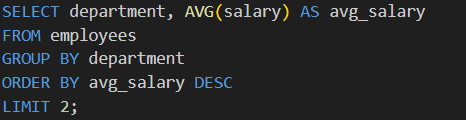 SELECT department, AVG(salary) AS avg_salary
FROM employees
GROUP BY department
ORDER BY avg_salary DESC
LIMIT 2;